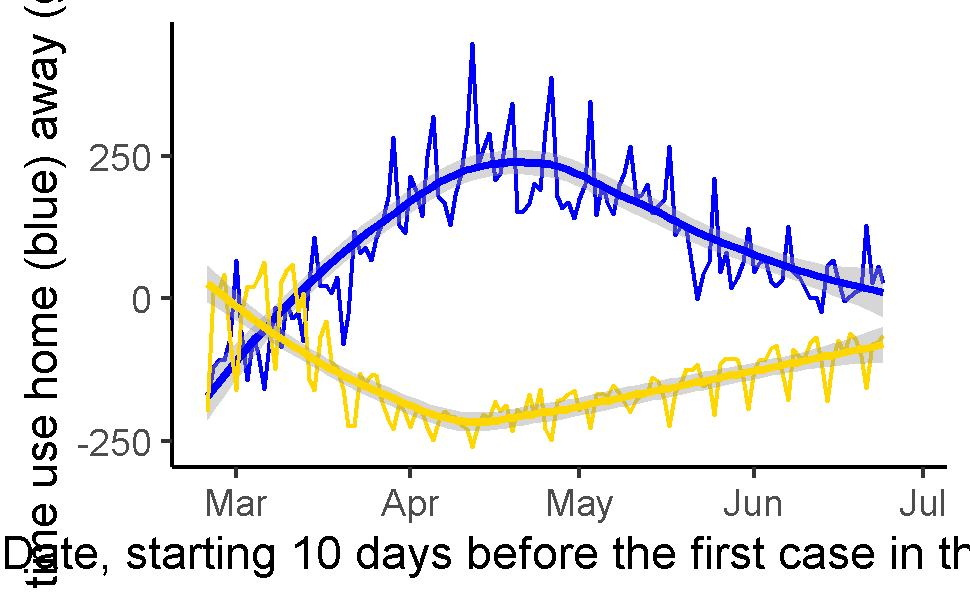 time use home (blue) away (
250
0
-250
Mar Apr May Jun Jul
Date, starting 10 days before the first case in th